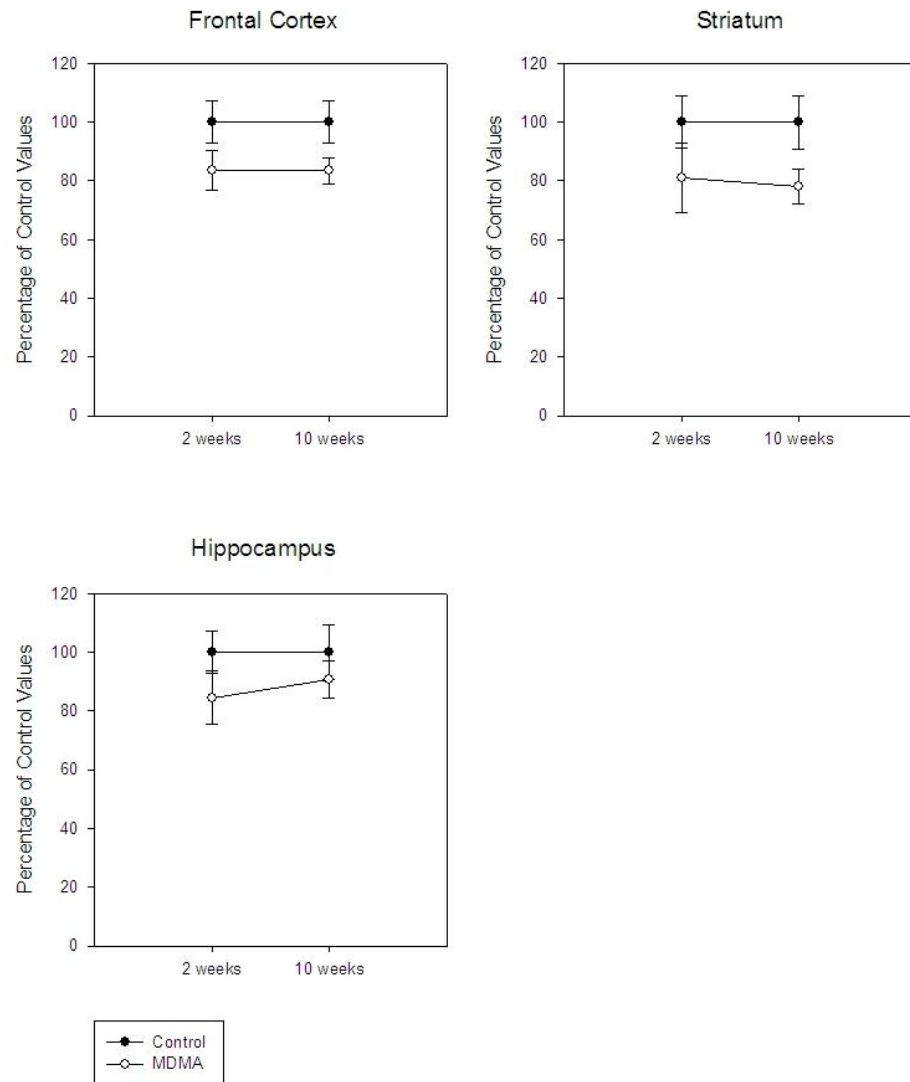 Frontal Cortex
Percentage of Control Values
120
100
80
60
40
20
0
2 weeks 10 weeks
Striatum
Percentage of Control Values
120
100
80
60
40
20
0
2 weeks 10 weeks
Hippocampus
Percentage of Control Values
120
100
80
60
40
20
0
2 weeks 10 weeks
Control
MDMA